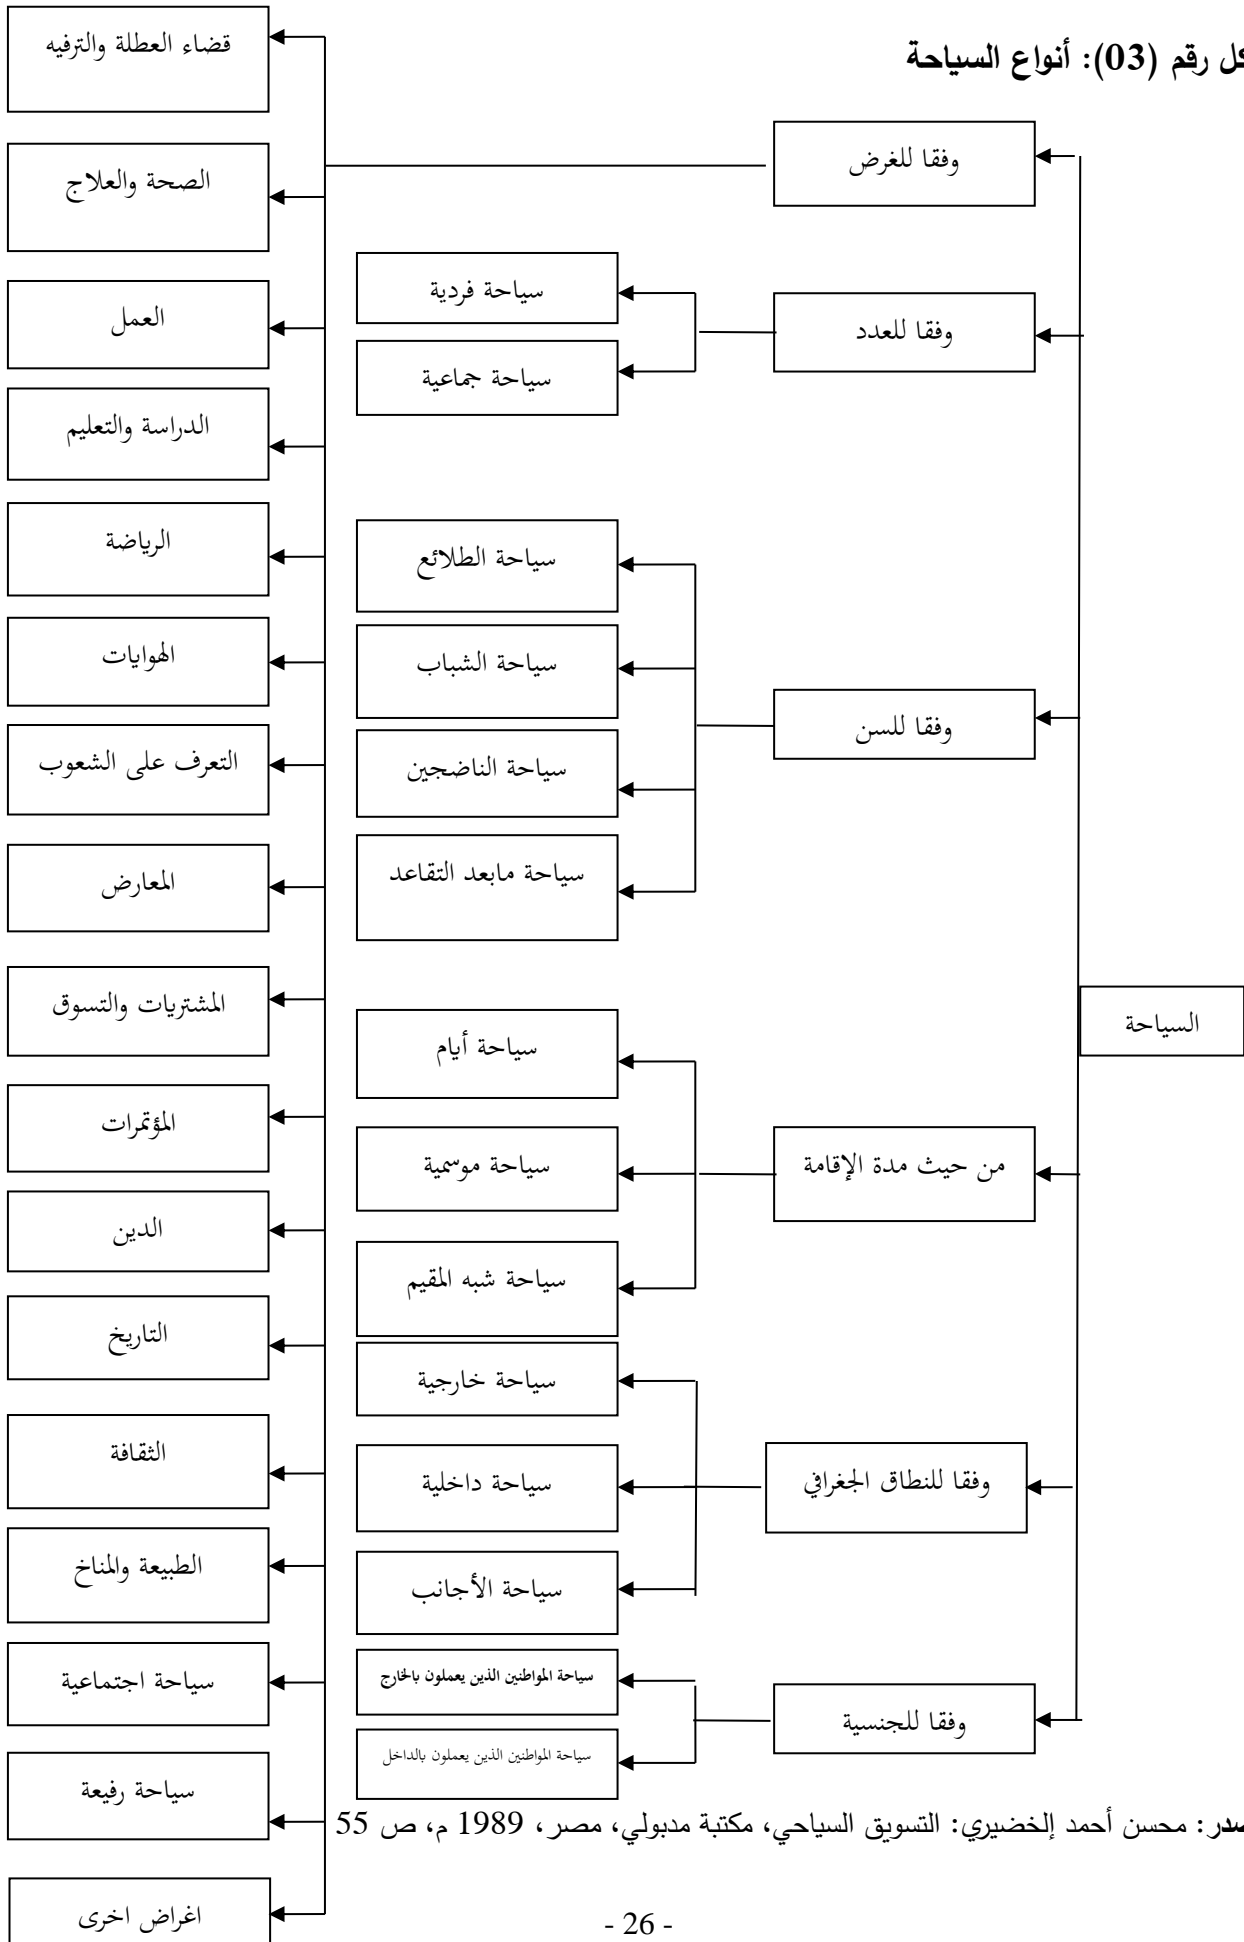 كل رقم (03): أنواع السياحة
السياحة
وفقا للغرض
قضاء العطلة والترفيه
الصحة والعلاج
العمل
الدراسة والتعليم
الرياضة
الهوايات
التعرف على الشعوب
المعارض
المشتريات والتسوق
المؤتمرات
الدين
التاريخ
الثقافة
الطبيعة والمناخ
سياحة اجتماعية
سياحة رفيعة
اغراض اخرى
وفقا للعدد
سياحة فردية
سياحة جماعية
وفقا للسن
سياحة الطلائع
سياحة الشباب
سياحة الناضجين
سياحة مابعد التقاعد
من حيث مدة الإقامة
سياحة أيام
سياحة موسمية
سياحة شبه المقيم
وفقا للنطاق الجغرافي
سياحة خارجية
سياحة داخلية
سياحة الأجانب
وفقا للجنسية
سياحة المواطنين الذين يعملون بالخارج
سياحة المواطنين الذين يعملون بالداخل
صدر: محسن أحمد إلخضيري: التسويق السياحي، مكتبة مدبولي، مصر، 1989 م، ص 55
- 26 -